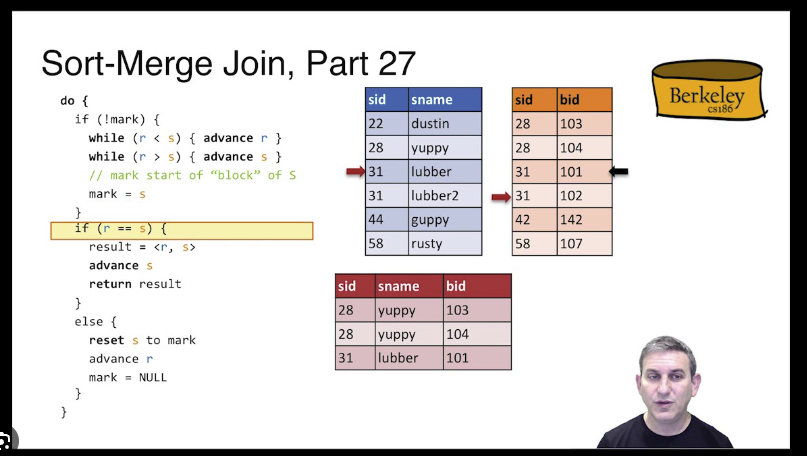 Sort-Merge Join, Part 27
do {
if (!mark) {
while (r < s) { advance r }
while (r > s) { advance s }
// mark start of “block” of S
mark = s
}
if (r == s) {
result = <r, s>
advance s
return result
}
else {
reset s to mark
advance r
mark = NULL
}
}
sid sname
22 dustin
28 yuppy
31 lubber
31 lubber2
44 guppy
58 rusty
sid bid
28 103
28 104
31 101
31 102
42 142
58 107
sid sname bid
28 yuppy 103
28 yuppy 104
31 lubber 101
Berkeley
cs186